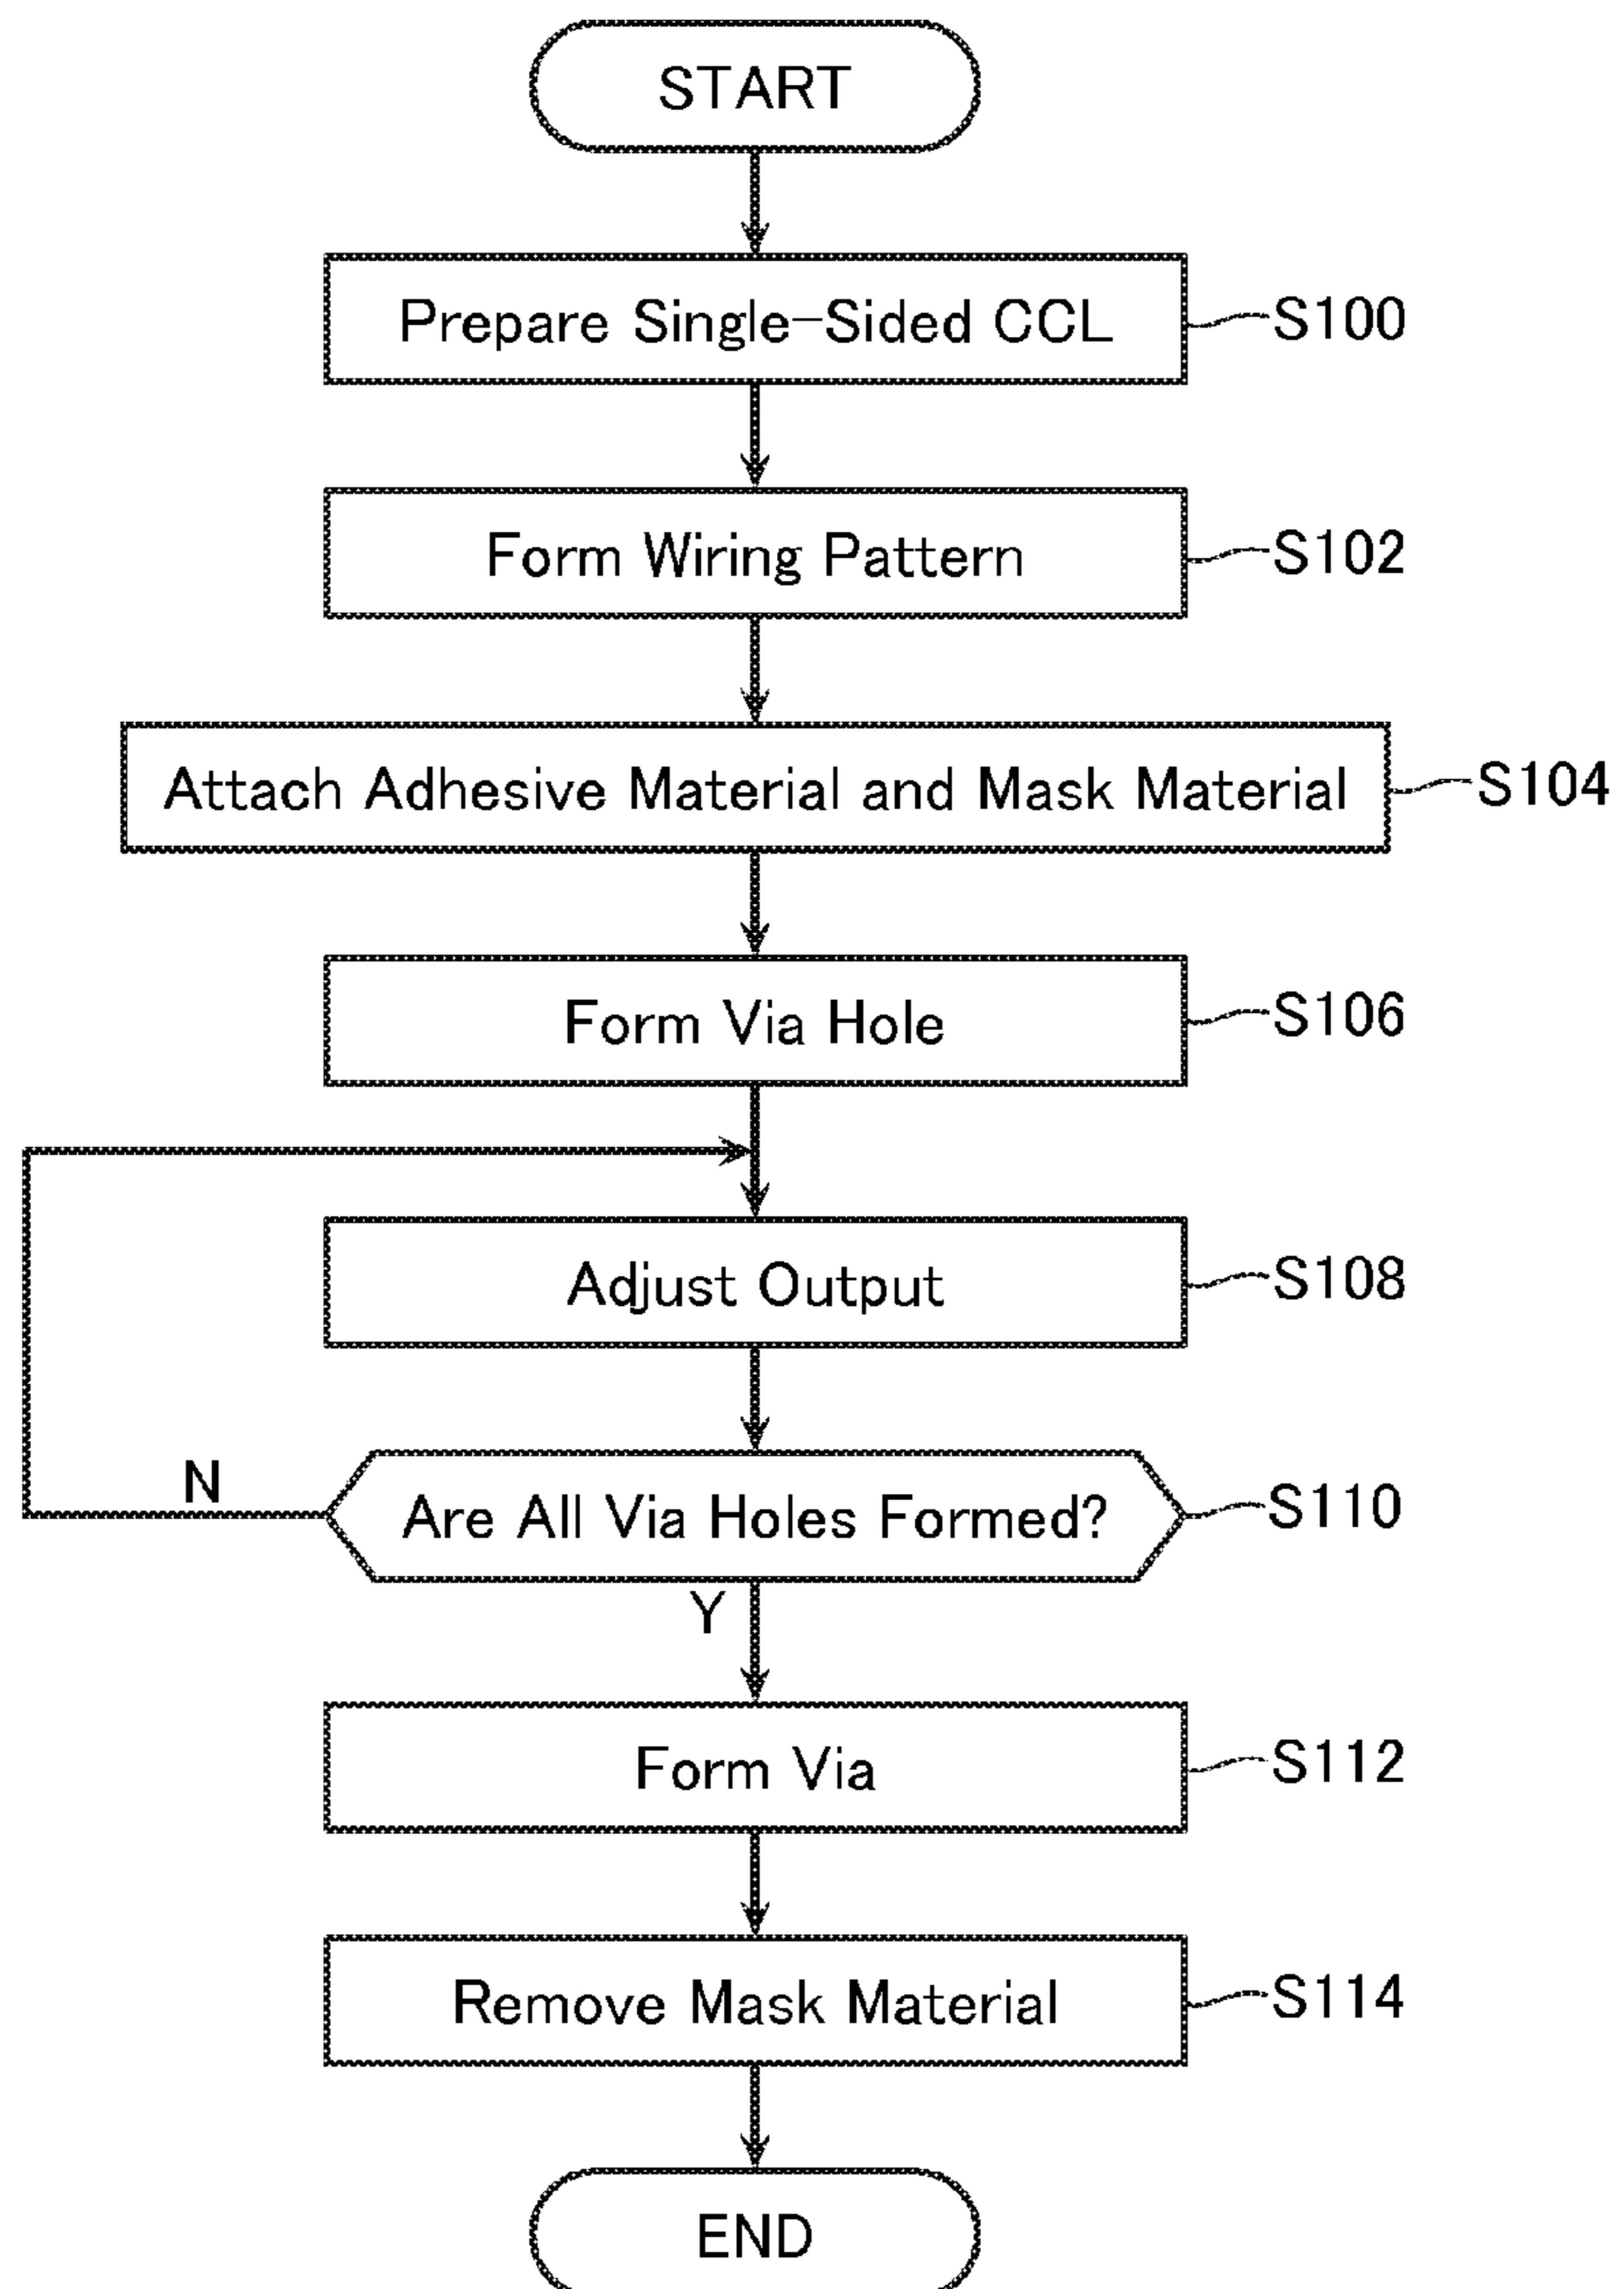 START
Prepare Single-Sided CCL
S100
Form Wiring Pattern
S102
Attach Adhesive Material and Mask Material
S104
Form Via Hole
S106
Adjust Output
S108
Are All Via Holes Formed?
S110
N
Y
Form Via
S112
Remove Mask Material
S114
END